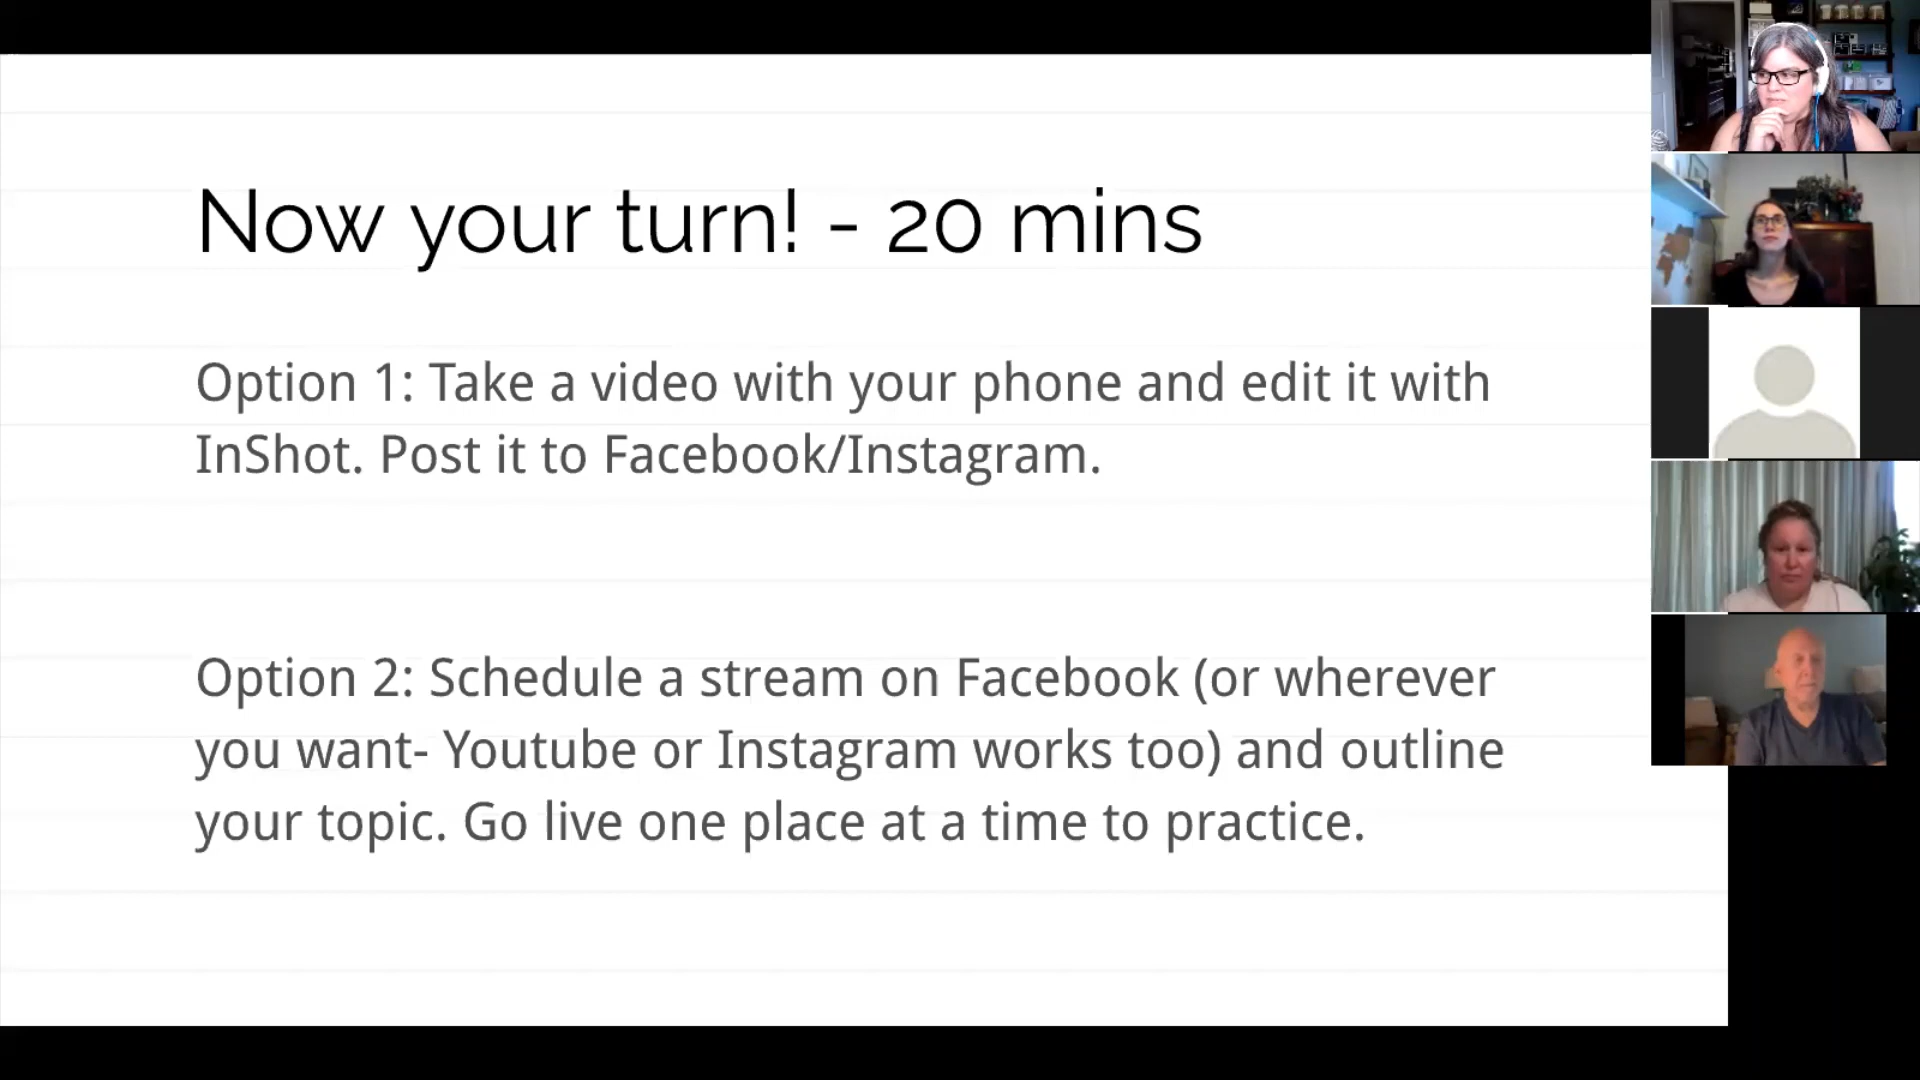 Now your turn! - 20 mins
Option 1: Take a video with your phone and edit it with
InShot. Post it to Facebook/Instagram.
Option 2: Schedule a stream on Facebook (or wherever
you want- Youtube or Instagram works too) and outline
your topic. Go live one place at a time to practice.